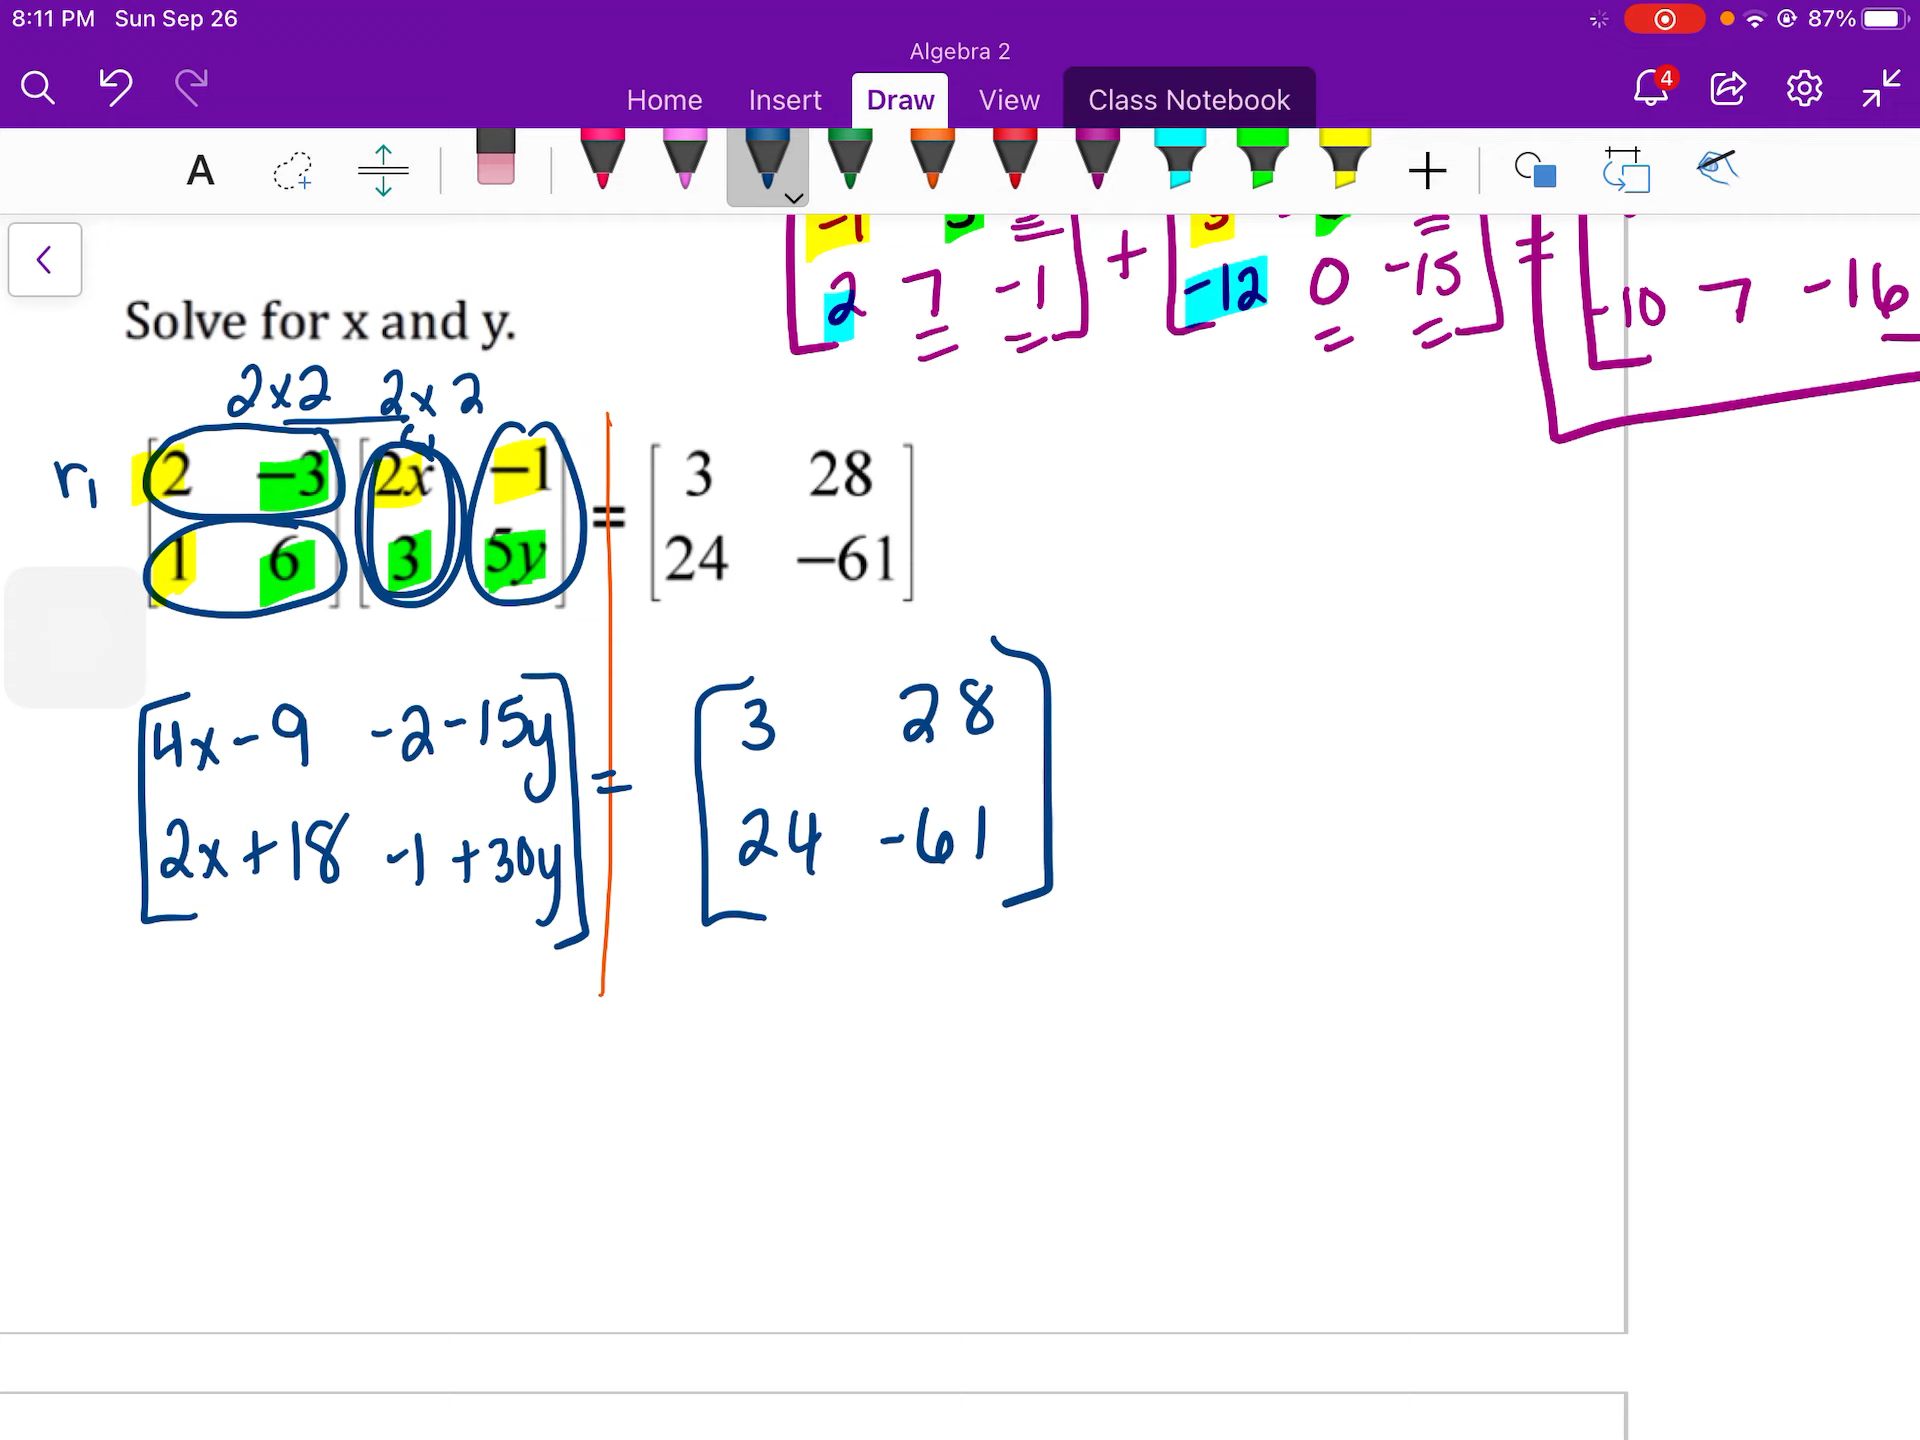 8:11 PM Sun Sep 26 87%
Algebra 2
Home Insert Draw View Class Notebook 4
A
-1
2 7 -1 + -12 0 -15 = -10 7 -16
Solve for x and y.
2x2 2x2
r1 2 −3 2x −1 = 3 28
1 6 3 5y 24 −61
4x-9 -2-15y = 3 28
2x+18 -1+30y 24 -61